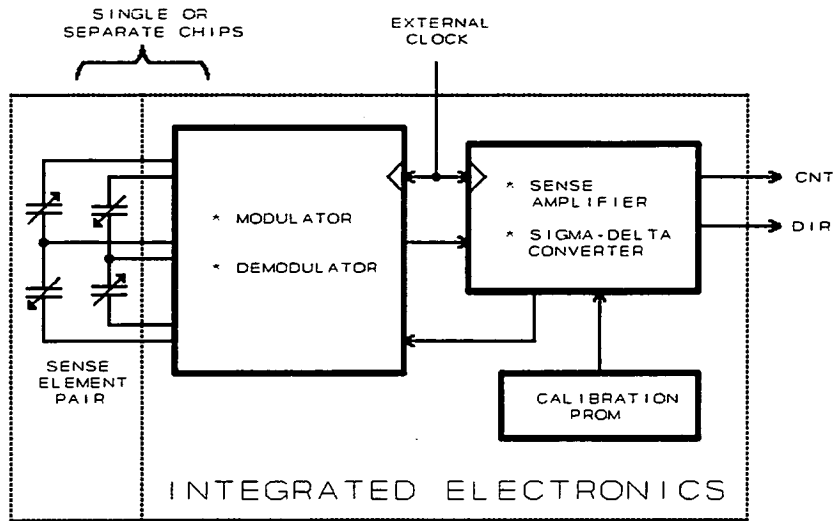 SINGLE OR
SEPARATE CHIPS
EXTERNAL
CLOCK
* MODULATOR
* DEMODULATOR
* SENSE
AMPLIFIER
* SIGMA-DELTA
CONVERTER
CNT
DIR
SENSE
ELEMENT
PAIR
CALIBRATION
PROM
INTEGRATED ELECTRONICS